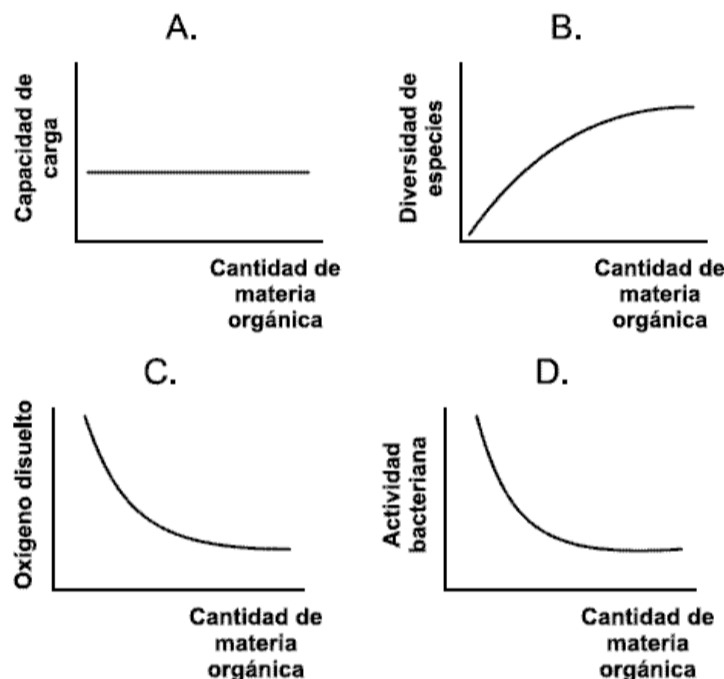 A.
Capacidad de
carga
Cantidad de
materia
orgánica
B.
Diversidad de
especies
Cantidad de
materia
orgánica
C.
Oxígeno disuelto
Cantidad de
materia
orgánica
D.
Actividad
bacteriana
Cantidad de
materia
orgánica